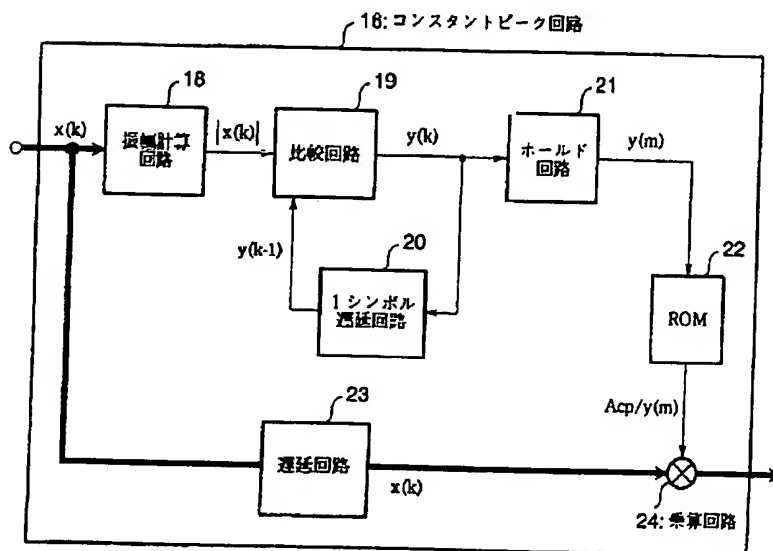 16: コンスタントピーク回路
18
19
21
x(k)
振幅計算
回路
|x(k)|
比較回路
y(k)
ホールド
回路
y(m)
y(k-1)
20
1シンボル
遅延回路
22
ROM
23
遅延回路
x(k)
Acp/y(m)
24: 乗算回路